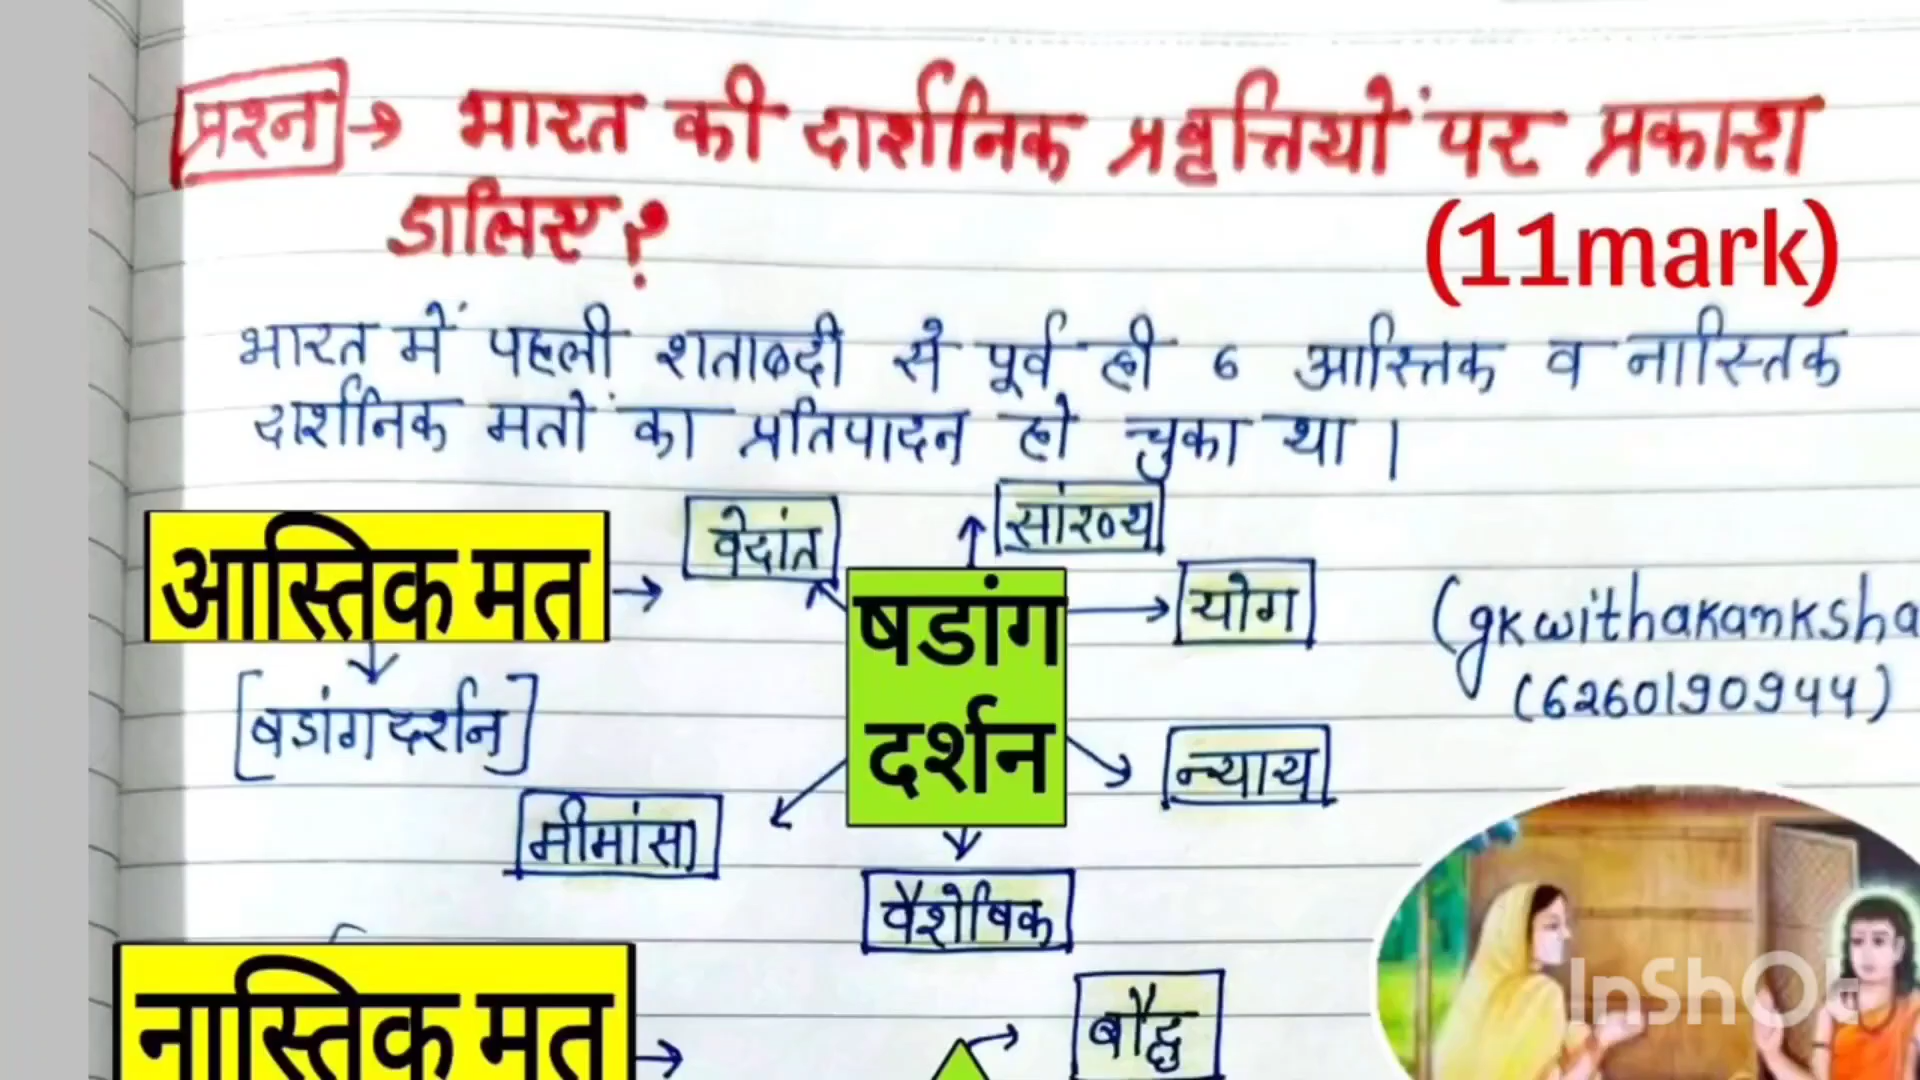 प्रश्न → भारत की दार्शनिक प्रवृत्तियों पर प्रकाश
डालिए ?
(11mark)
भारत में पहली शताब्दी से पूर्व ही 6 आस्तिक व नास्तिक
दार्शनिक मतों का प्रतिपादन हो चुका था।
आस्तिक मत →
[षडांग दर्शन]
वेदांत
सांख्य
योग
षडांग
दर्शन
न्याय
मीमांसा
वैशेषिक
(gkwithakanksha
(6260190944)
नास्तिक मत →
बौद्ध
InShOt